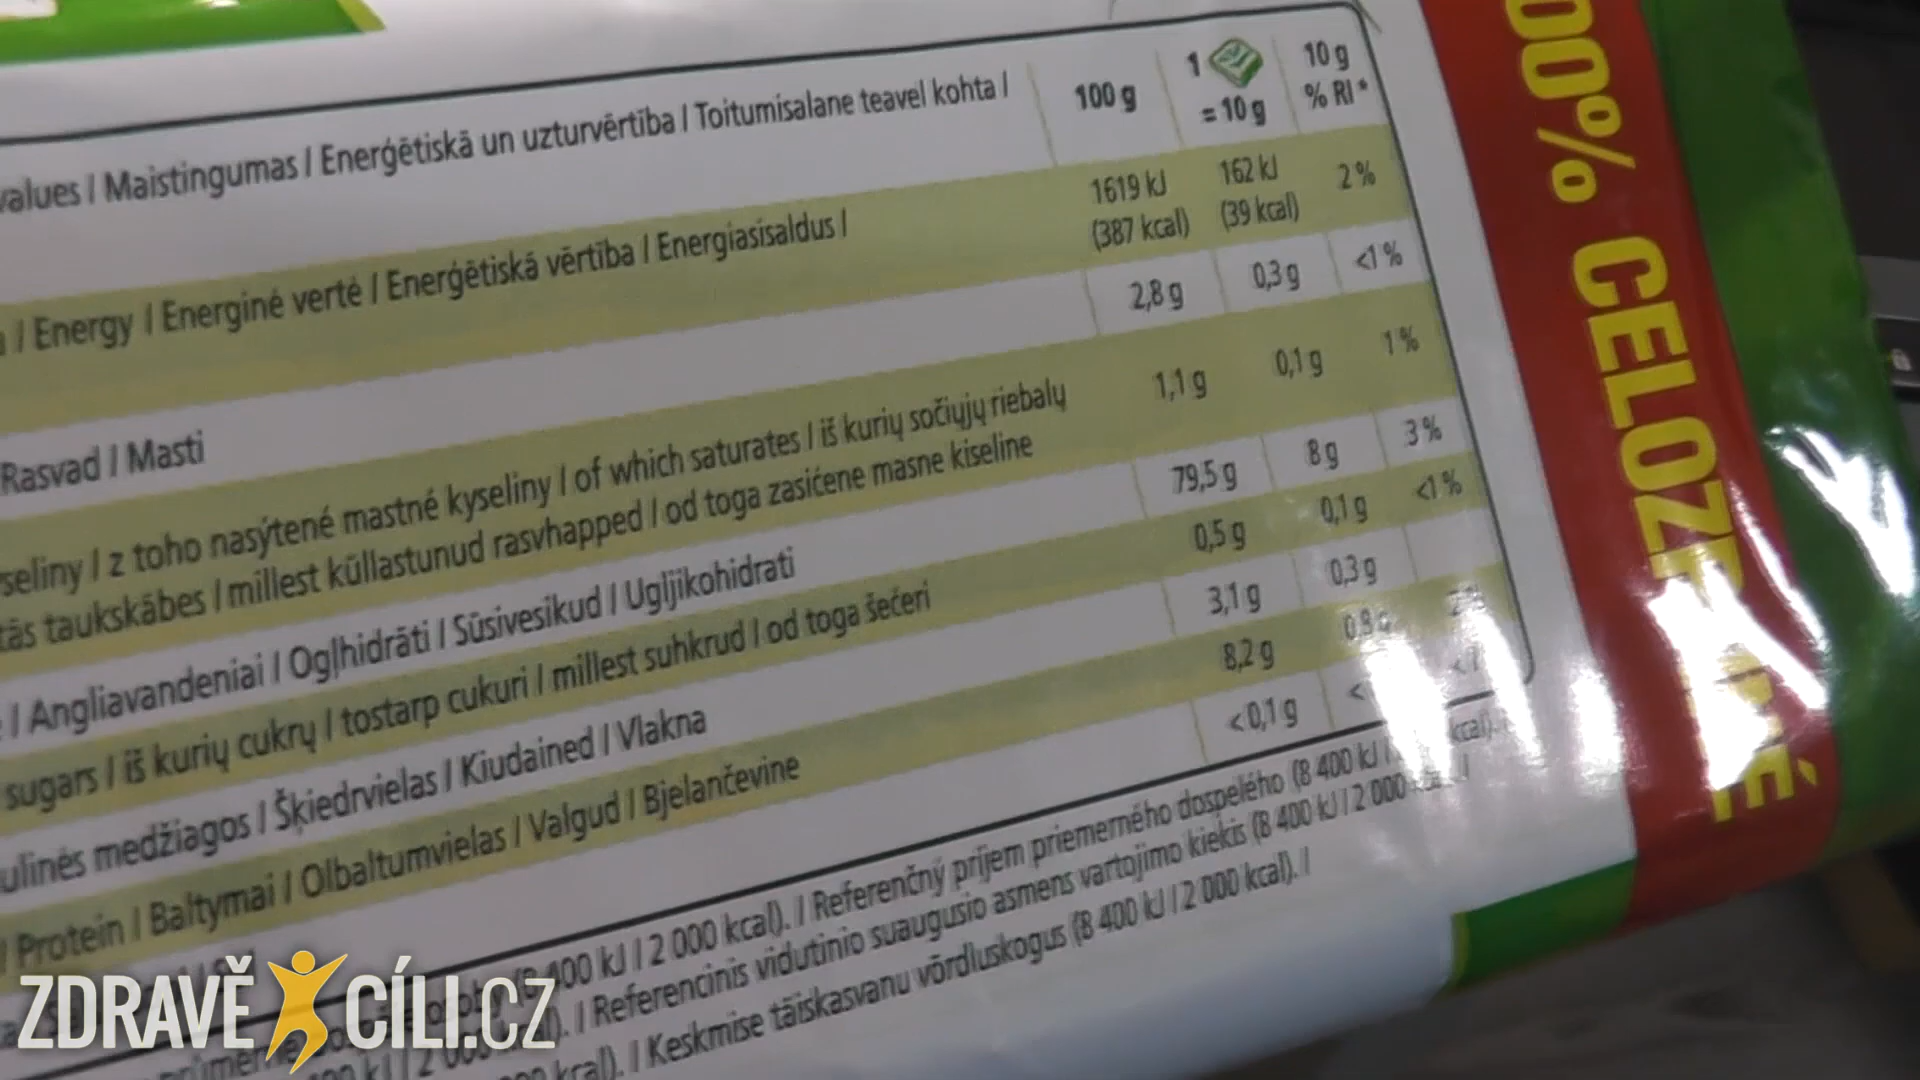 values / Maistingumas / Enerģētiskā un uzturvērtība / Toitumisalane teavel kohta /
100 g
1
= 10 g
10 g
% RI *
/ Energy / Energinė vertė / Enerģētiskā vērtība / Energiasisaldus /
1619 kJ
(387 kcal)
162 kJ
(39 kcal)
2 %
Rasvad / Masti
2,8 g
0,3 g
<1 %
seliny / z toho nasýtené mastné kyseliny / of which saturates / iš kurių sočiųjų riebalų
tās taukskābes / millest küllastunud rasvhapped / od toga zasićene masne kiseline
1,1 g
0,1 g
1 %
/ Angliavandeniai / Ogļhidrāti / Süsivesikud / Ugljikohidrati
79,5 g
8 g
3 %
sugars / iš kurių cukrų / tostarp cukuri / millest suhkrud / od toga šećeri
0,5 g
0,1 g
<1 %
ulinės medžiagos / Šķiedrvielas / Kiudained / Vlakna
3,1 g
0,3 g
/ Protein / Baltymai / Olbaltumvielas / Valgud / Bjelančevine
8,2 g
<0,1 g
<
400 kJ / 2 000 kcal). / Referenčný príjem priemerného dospelého (8 400 kJ / kcal).
/ Referencinis vidutinio suaugusio asmens vartojimo kiekis (8 400 kJ / 2 000
kcal). / Keskmise täiskasvanu võrdluskogus (8 400 kJ / 2 000 kcal). /
00% CELOZ
ZDRAVĚ CÍLI.CZ